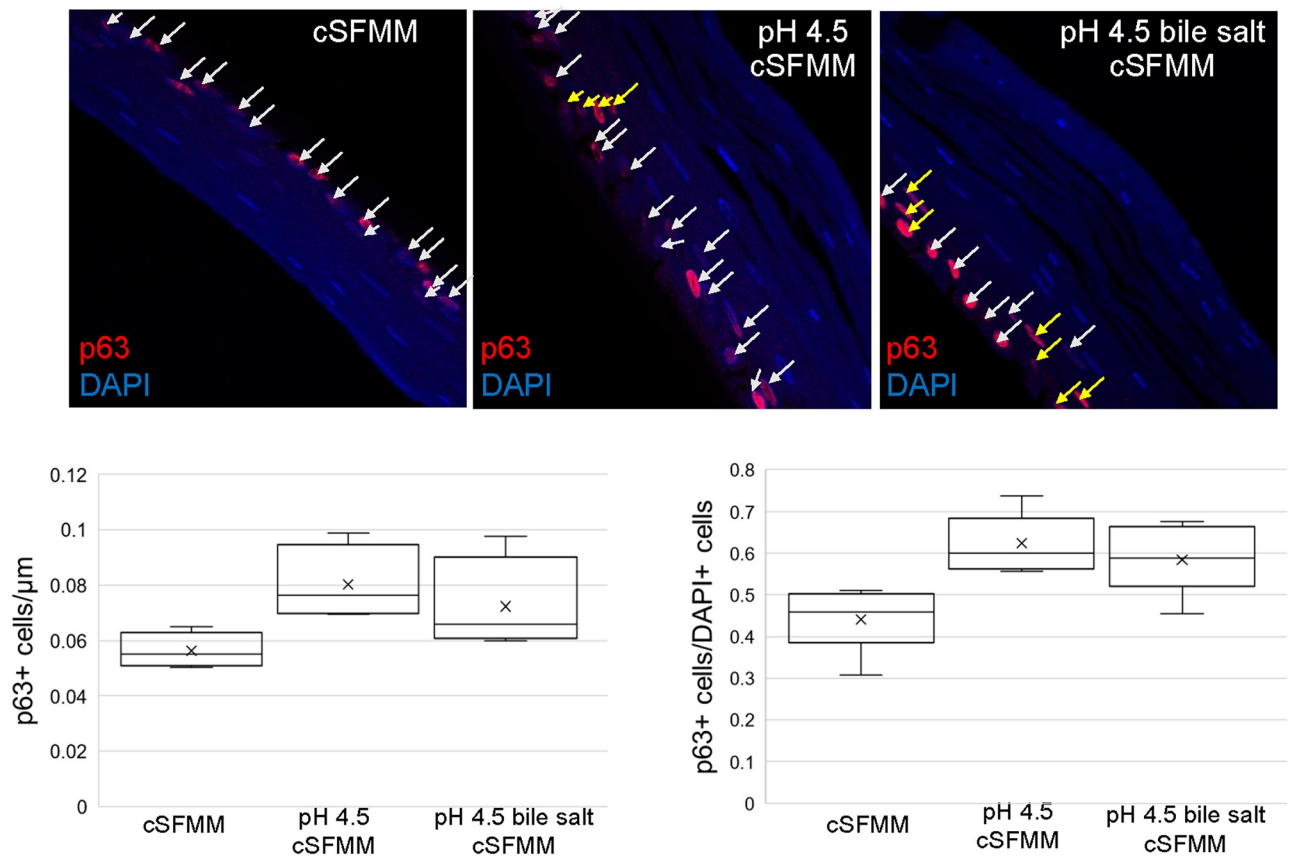 cSFMM
pH 4.5
cSFMM
pH 4.5 bile salt
cSFMM
p63
DAPI
p63
DAPI
p63
DAPI
p63+ cells/μm
0.12
0.1
0.08
0.06
0.04
0.02
0
cSFMM
pH 4.5
cSFMM
pH 4.5 bile salt
cSFMM
p63+ cells/DAPI+ cells
0.8
0.7
0.6
0.5
0.4
0.3
0.2
0.1
0
cSFMM
pH 4.5
cSFMM
pH 4.5 bile salt
cSFMM